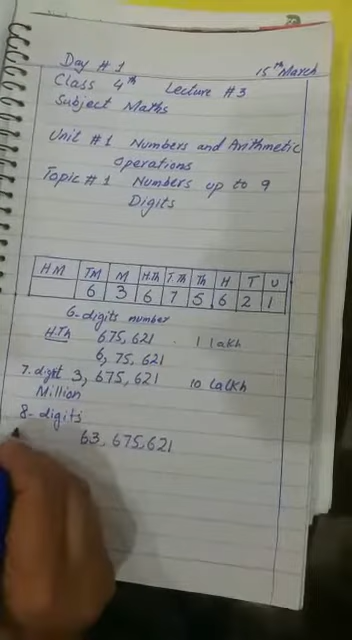 Day # 1
15th March
Class 4th Lecture # 3
Subject Maths
Unit # 1 Numbers and Arithmetic
Operations
Topic # 1 Numbers up to 9
Digits
HM TM M H.Th T.Th Th H T U
6 3 6 7 5 6 2 1
6-digits number
H.Th 675,621 1 lakh
6,75,621
7-digit 3,675,621 10 lakh
Million
8-digits
63,675,621